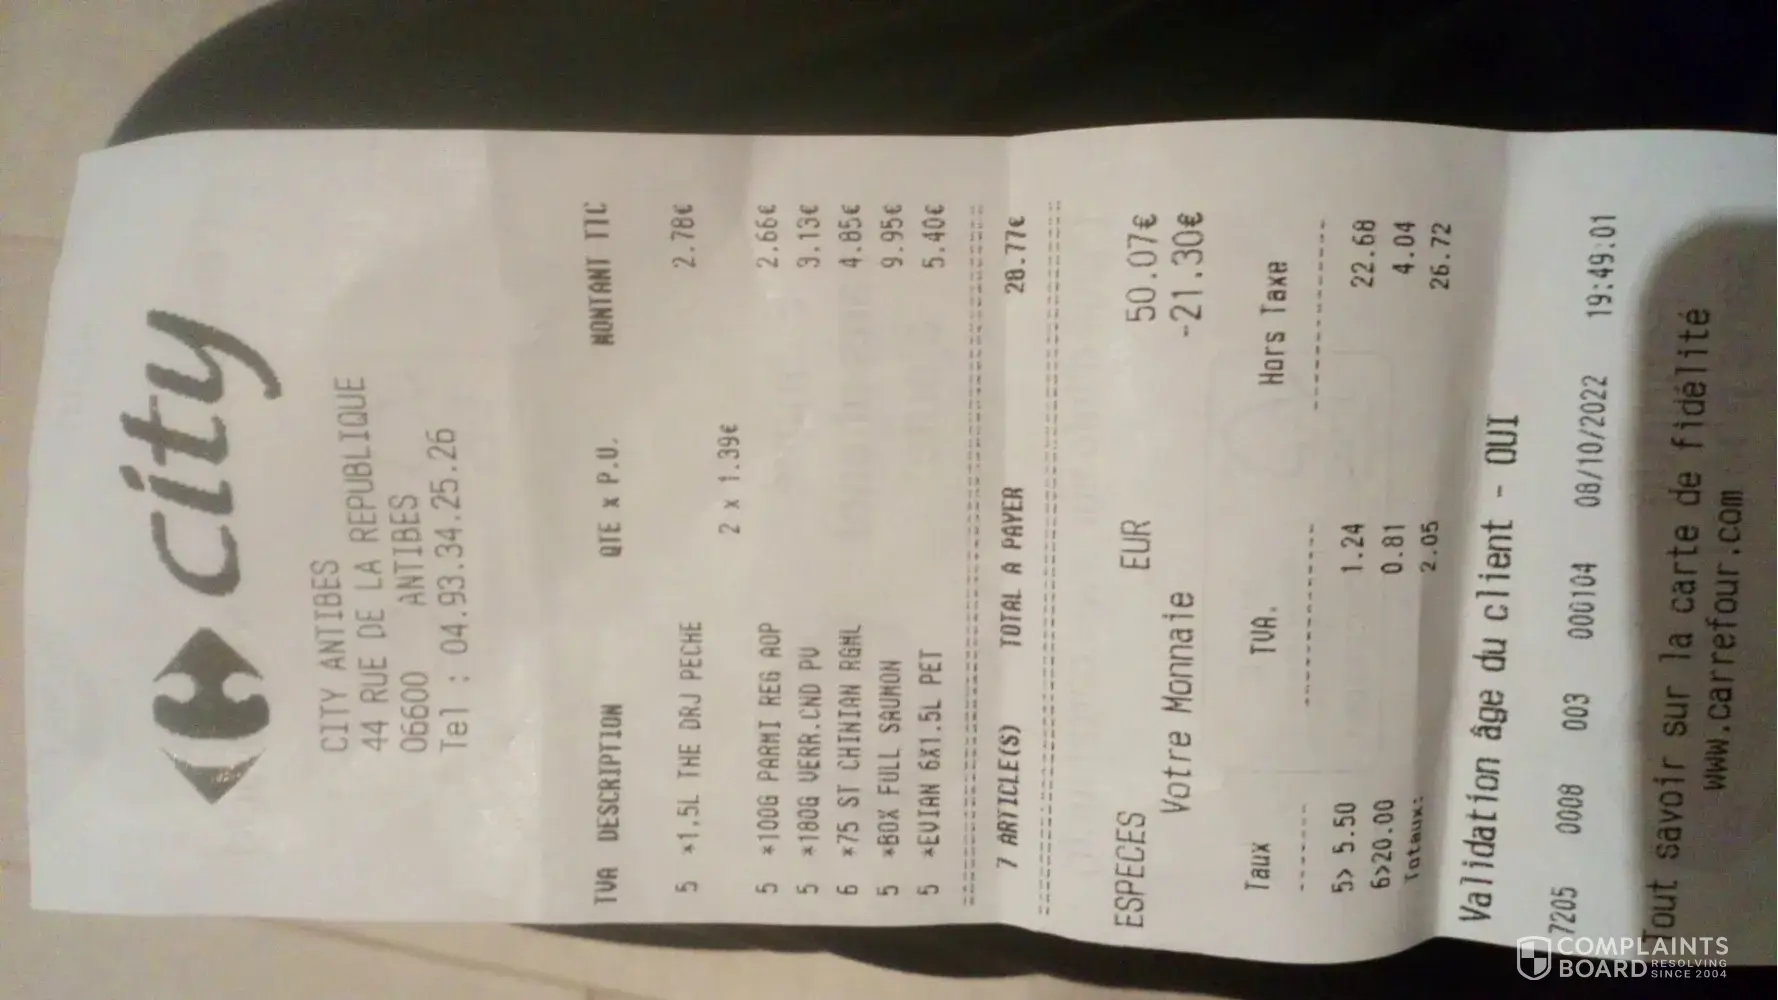 city
CITY ANTIBES
44 RUE DE LA REPUBLIQUE
06600 ANTIBES
Tel : 04.93.34.25.26
TVA DESCRIPTION QTE x P.U. MONTANT TTC
5 *1.5L THE DRJ PECHE 2.78€
2 x 1.39€
5 *100G PARMI REG AOP 2.66€
5 *180G VERR.CND PV 3.13€
6 *75 ST CHINIAN RGML 4.85€
5 *BOX FULL SAUMON 9.95€
5 *EVIAN 6X1.5L PET 5.40€
7 ARTICLE(S) TOTAL A PAYER 28.77€
ESPECES EUR 50.07€
Votre Monnaie -21.30€
Taux TVA. Hors Taxe
5> 5.50 1.24 22.68
6>20.00 0.81 4.04
Totaux: 2.05 26.72
Validation âge du client - OUI
7205 0008 003 000104 08/10/2022 19:49:01
Tout savoir sur la carte de fidélité
www.carrefour.com
COMPLAINTS
BOARD RESOLVING
SINCE 2004